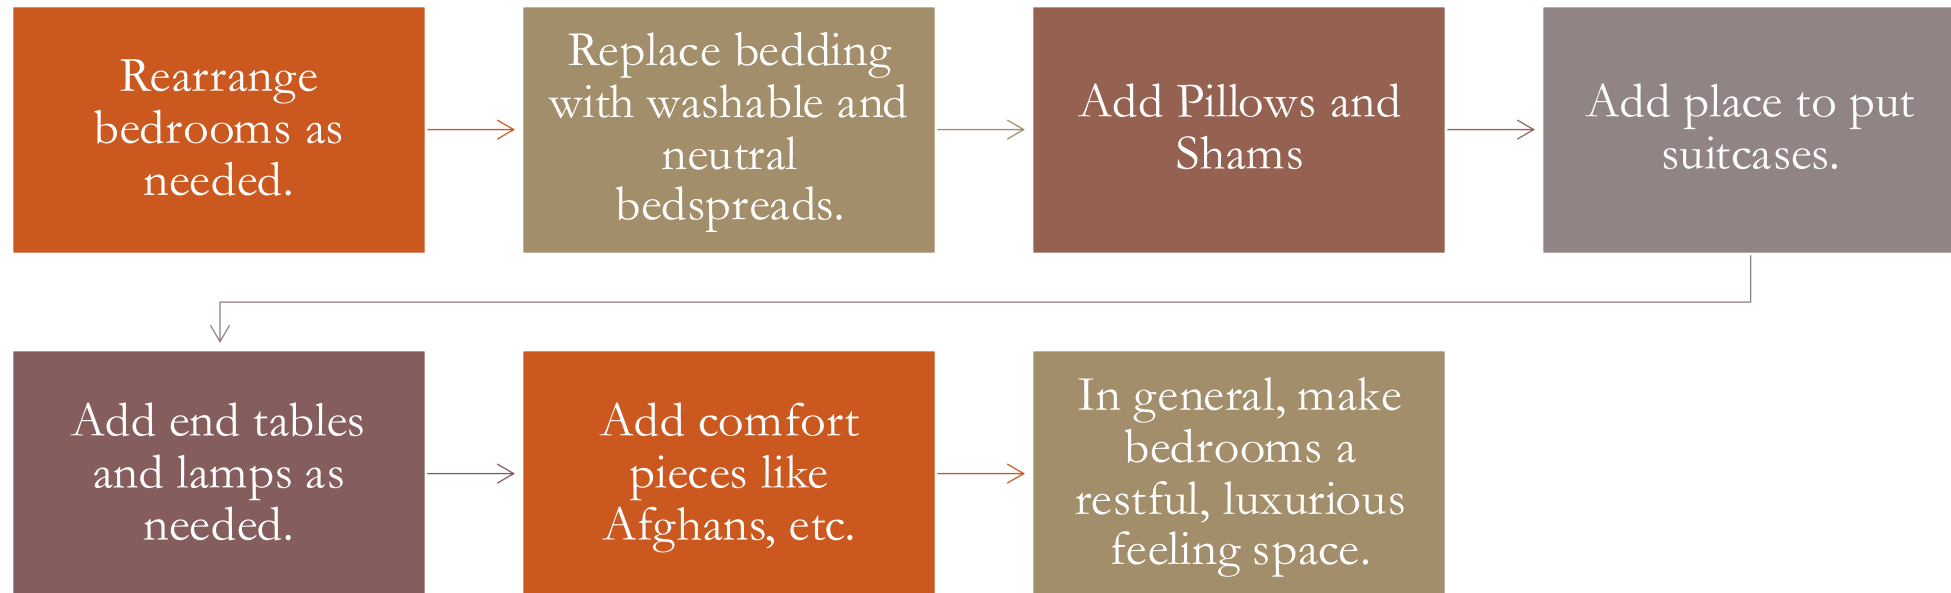 Rearrange
bedrooms as
needed.
Replace bedding
with washable and
neutral
bedspreads.
Add Pillows and
Shams
Add place to put
suitcases.
Add end tables
and lamps as
needed.
Add comfort
pieces like
Afghans, etc.
In general, make
bedrooms a
restful, luxurious
feeling space.